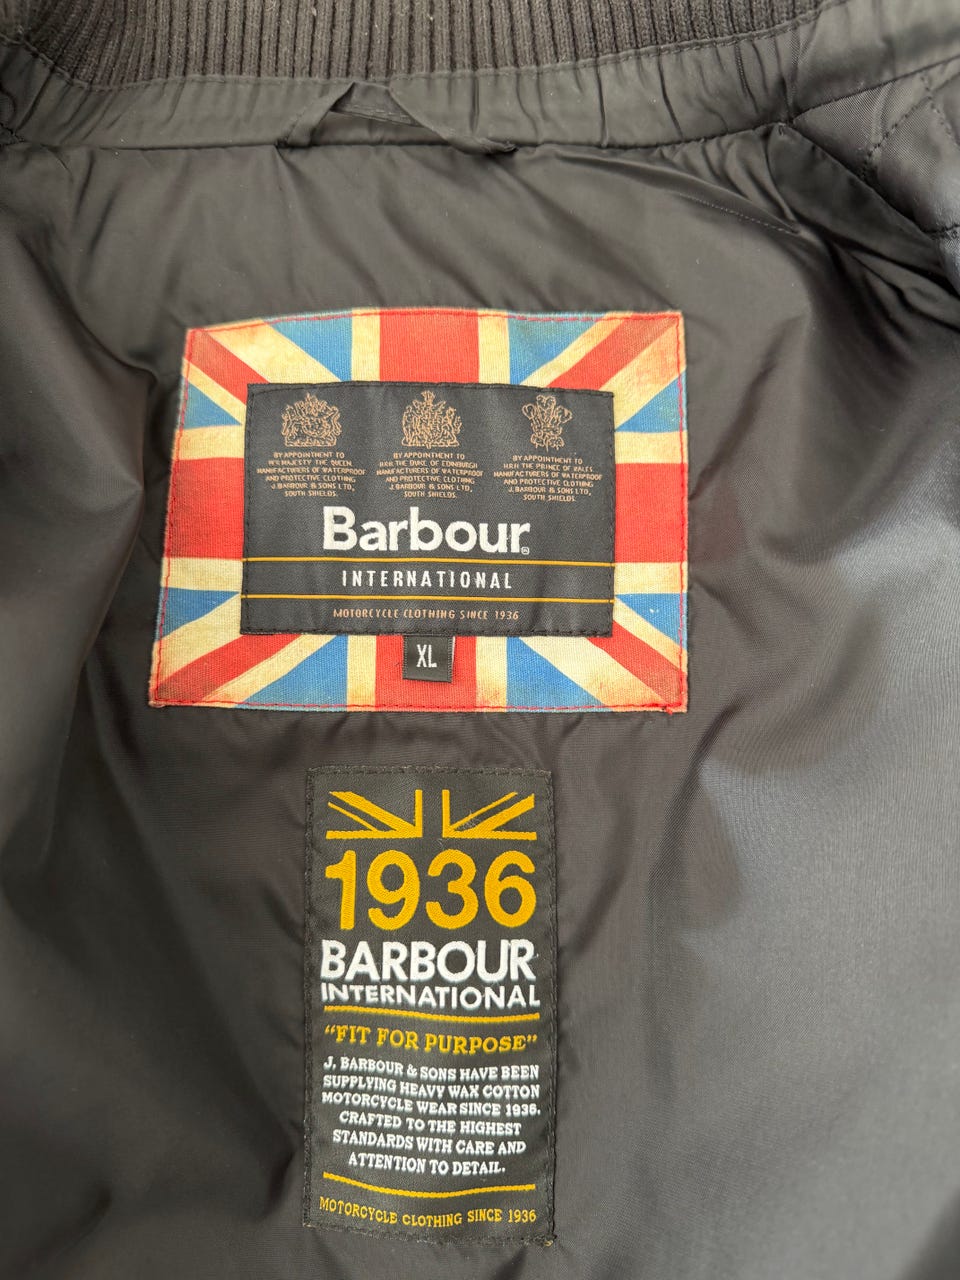 BY APPOINTMENT TO
HER MAJESTY THE QUEEN
MANUFACTURERS OF WATERPROOF
AND PROTECTIVE CLOTHING
J. BARBOUR & SONS LTD,
SOUTH SHIELDS.
BY APPOINTMENT TO
H.R.H. THE DUKE OF EDINBURGH
MANUFACTURERS OF WATERPROOF
AND PROTECTIVE CLOTHING
J. BARBOUR & SONS LTD,
SOUTH SHIELDS.
BY APPOINTMENT TO
H.R.H. THE PRINCE OF WALES
MANUFACTURERS OF WATERPROOF
AND PROTECTIVE CLOTHING
J. BARBOUR & SONS LTD,
SOUTH SHIELDS.
Barbour®
INTERNATIONAL
MOTORCYCLE CLOTHING SINCE 1936
XL
1936
BARBOUR
INTERNATIONAL
“FIT FOR PURPOSE”
J. BARBOUR & SONS HAVE BEEN
SUPPLYING HEAVY WAX COTTON
MOTORCYCLE WEAR SINCE 1936.
CRAFTED TO THE HIGHEST
STANDARDS WITH CARE AND
ATTENTION TO DETAIL.
MOTORCYCLE CLOTHING SINCE 1936